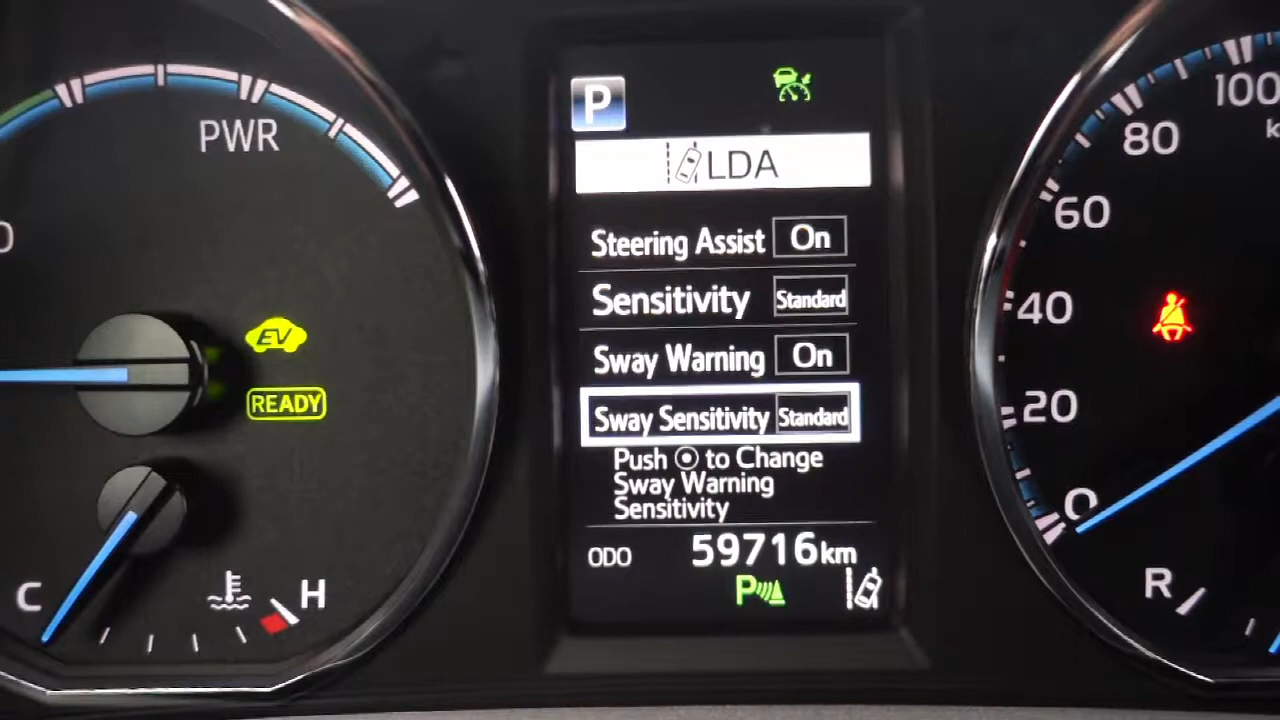 PWR
EV
READY
C
H
P
LDA
Steering Assist On
Sensitivity Standard
Sway Warning On
Sway Sensitivity Standard
Push to Change
Sway Warning
Sensitivity
ODO 59716km
P
100
80
60
40
20
0
R